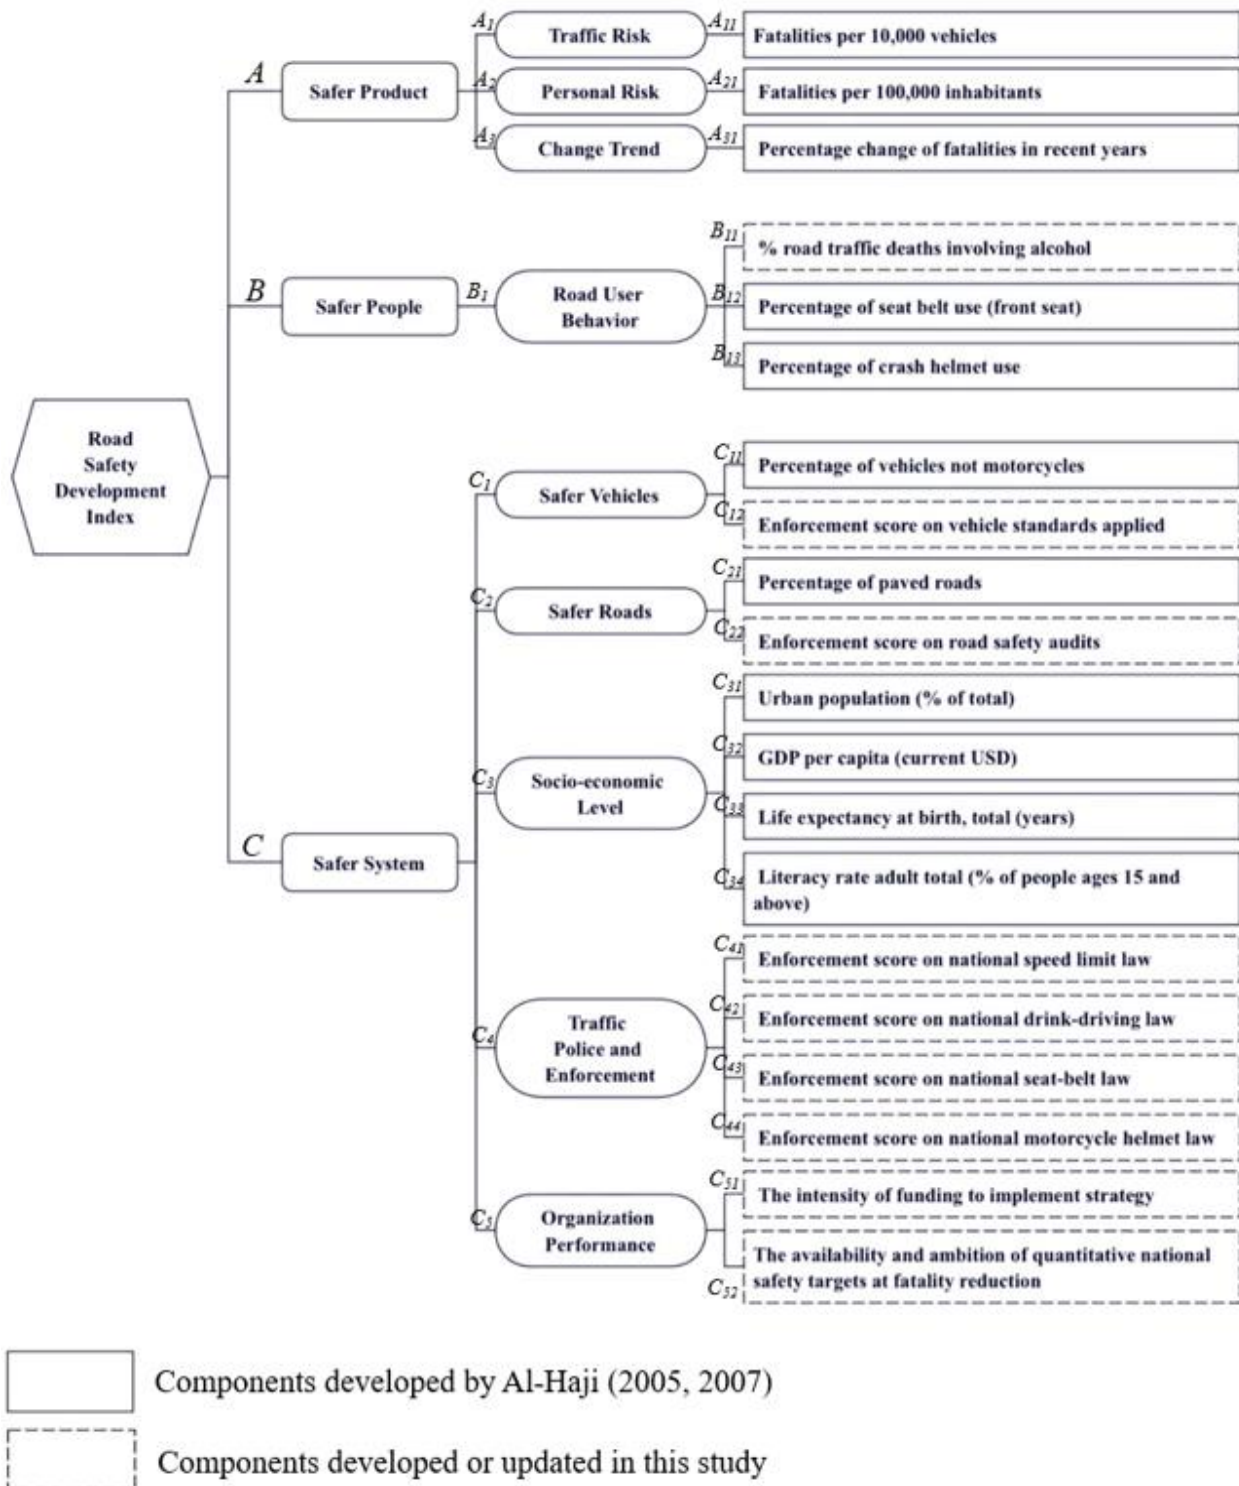 A
A1
Traffic Risk
A11
Fatalities per 10,000 vehicles
Safer Product
A2
Personal Risk
A21
Fatalities per 100,000 inhabitants
A3
Change Trend
A31
Percentage change of fatalities in recent years
B
Safer People
B1
Road User
Behavior
B11
% road traffic deaths involving alcohol
B12
Percentage of seat belt use (front seat)
B13
Percentage of crash helmet use
Road
Safety
Development
Index
C
Safer System
C1
Safer Vehicles
C11
Percentage of vehicles not motorcycles
C12
Enforcement score on vehicle standards applied
C2
Safer Roads
C21
Percentage of paved roads
C22
Enforcement score on road safety audits
C3
Socio-economic
Level
C31
Urban population (% of total)
C32
GDP per capita (current USD)
C33
Life expectancy at birth, total (years)
C34
Literacy rate adult total (% of people ages 15 and
above)
C4
Traffic
Police and
Enforcement
C41
Enforcement score on national speed limit law
C42
Enforcement score on national drink-driving law
C43
Enforcement score on national seat-belt law
C44
Enforcement score on national motorcycle helmet law
C5
Organization
Performance
C51
The intensity of funding to implement strategy
C52
The availability and ambition of quantitative national
safety targets at fatality reduction
Components developed by Al-Haji (2005, 2007)
Components developed or updated in this study